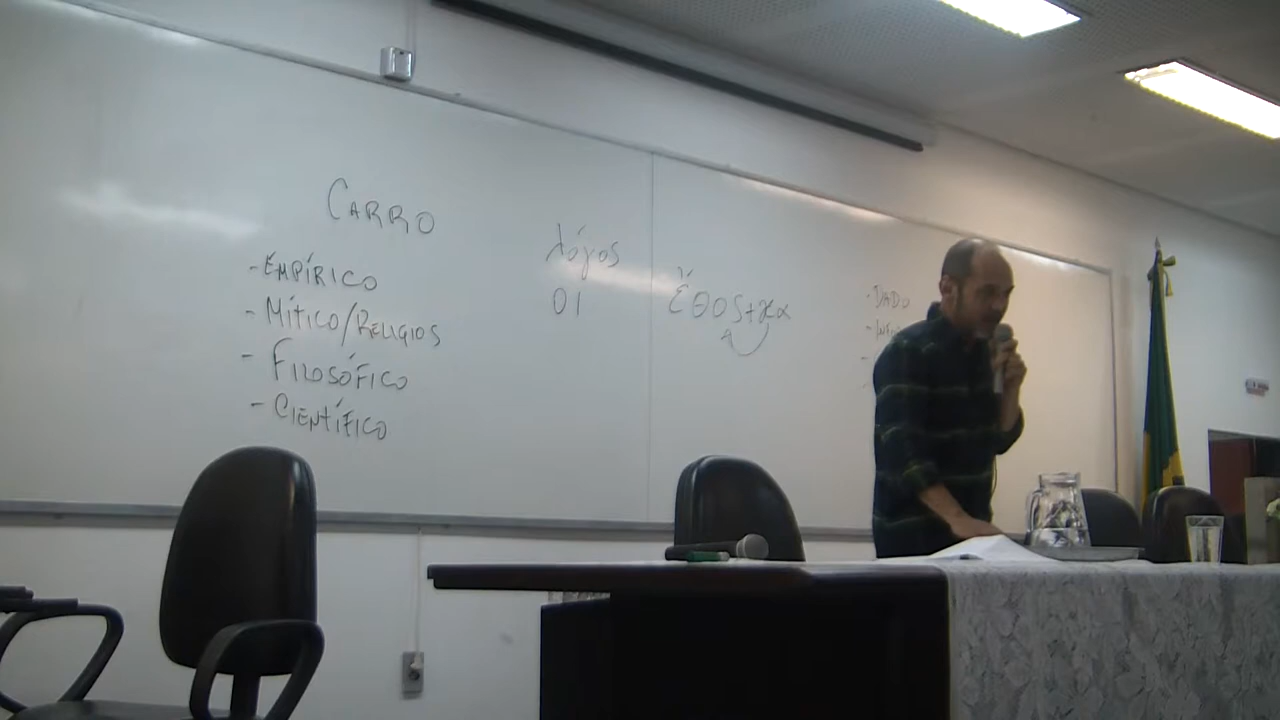 CARRO
- EMPÍRICO
- MÍTICO/RELIGIOS
- FILOSÓFICO
- CIENTÍFICO
λόγος
01
- DADO